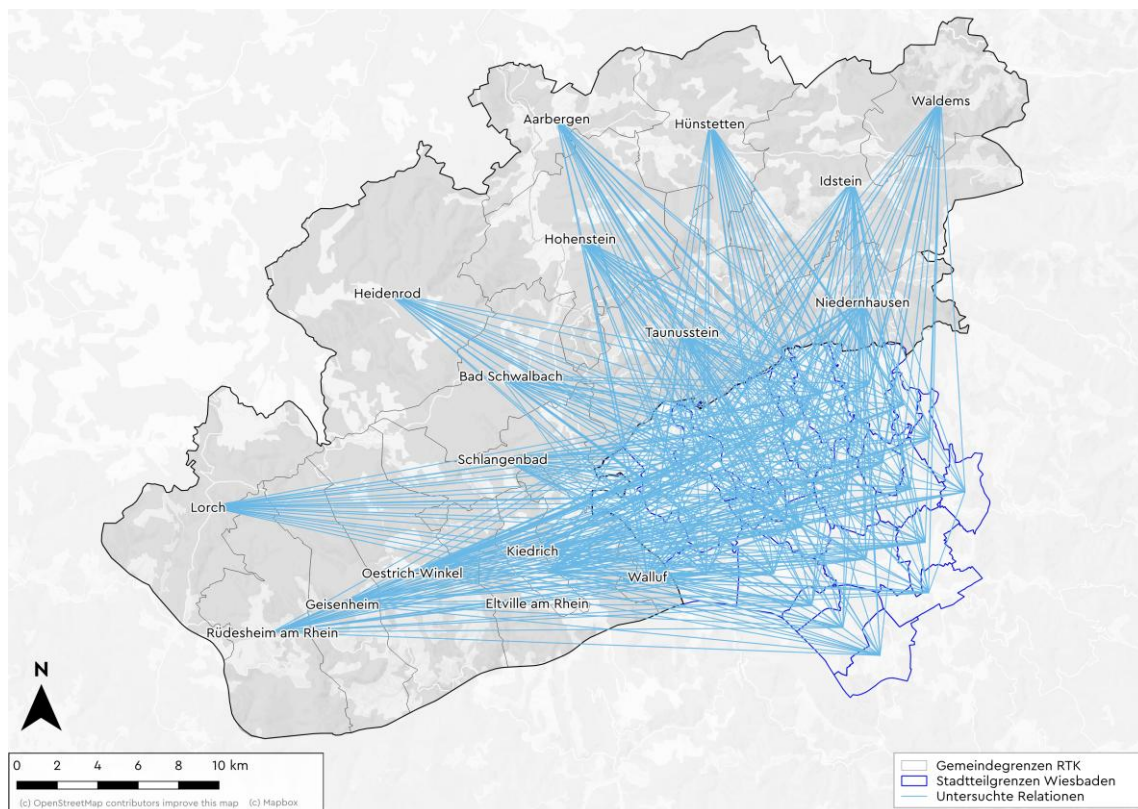 Waldems
Aarbergen
Hünstetten
Idstein
Hohenstein
Heidenrod
Niedernhausen
Taunusstein
Bad Schwalbach
Schlangenbad
Lorch
Kiedrich
Oestrich-Winkel
Walluf
Geisenheim
Eltville am Rhein
Rüdesheim am Rhein
N
0 2 4 6 8 10 km
(c) OpenStreetMap contributors improve this map (c) Mapbox
Gemeindegrenzen RTK
Stadtteilgrenzen Wiesbaden
Untersuchte Relationen